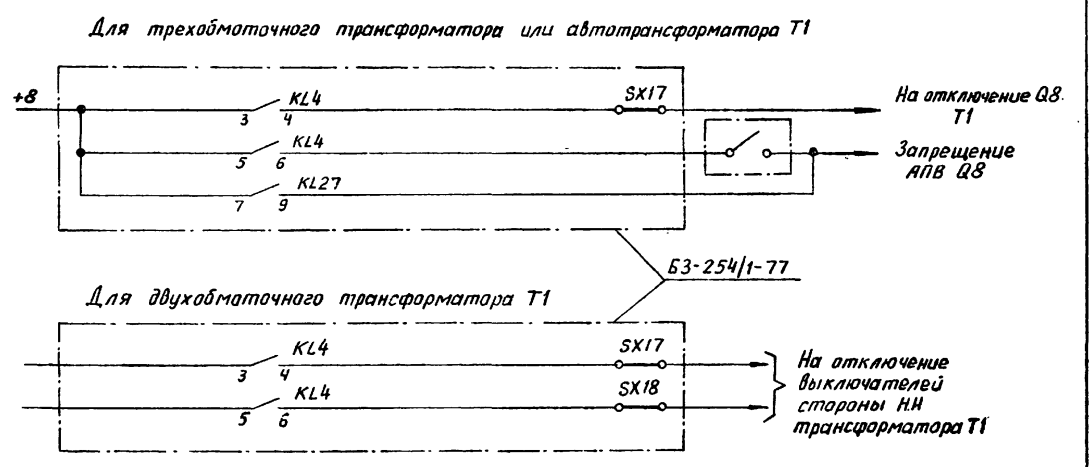 Для трехобмоточного трансформатора или автотрансформатора Т1
+8
KL4
3 4
SX17
На отключение Q8.
Т1
KL4
5 6
Запрещение
АПВ Q8
KL27
7 9
БЗ-254/1-77
Для двухобмоточного трансформатора Т1
KL4
3 4
SX17
KL4
5 6
SX18
На отключение
выключателей
стороны Н.Н
трансформатора Т1